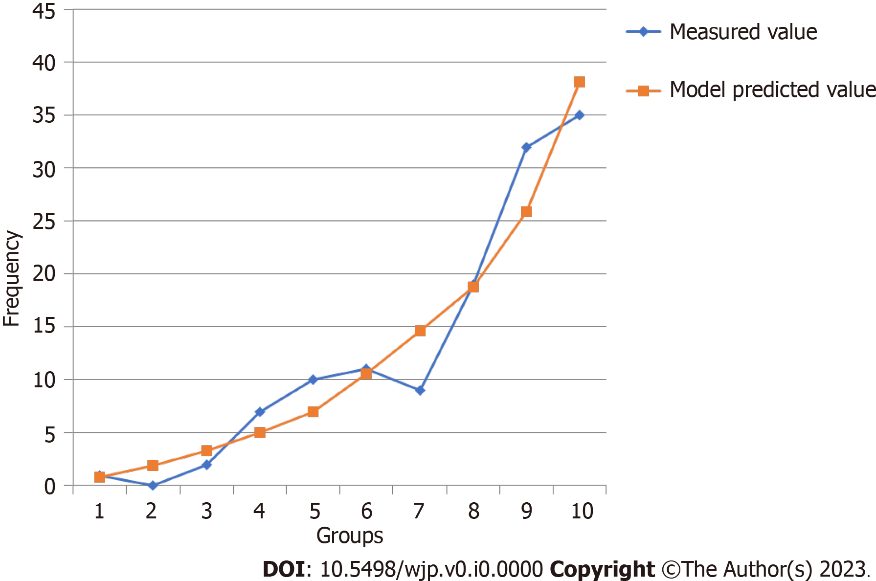 45
40
35
30
25
20
15
10
5
0
Frequency
1 2 3 4 5 6 7 8 9 10
Groups
Measured value
Model predicted value
DOI: 10.5498/wjp.v0.i0.0000 Copyright ©The Author(s) 2023.